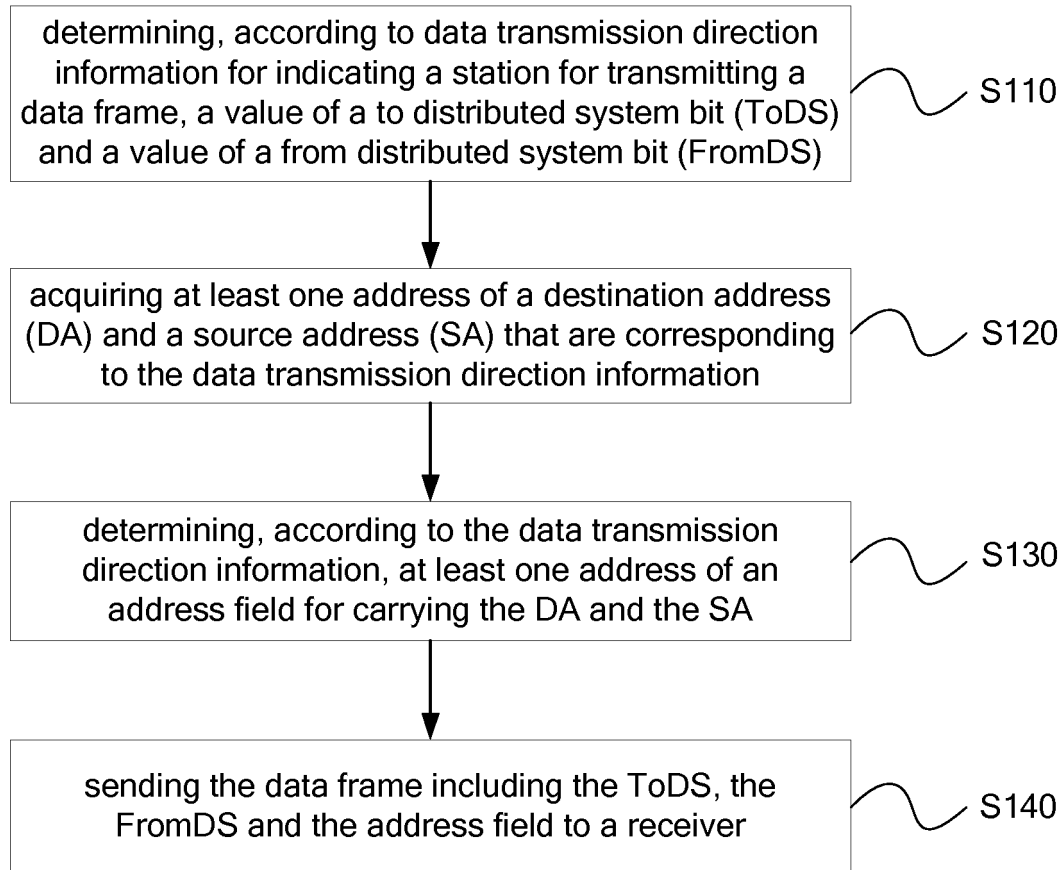 determining, according to data transmission direction
information for indicating a station for transmitting a
data frame, a value of a to distributed system bit (ToDS)
and a value of a from distributed system bit (FromDS)
S110
acquiring at least one address of a destination address
(DA) and a source address (SA) that are corresponding
to the data transmission direction information
S120
determining, according to the data transmission
direction information, at least one address of an
address field for carrying the DA and the SA
S130
sending the data frame including the ToDS, the
FromDS and the address field to a receiver
S140